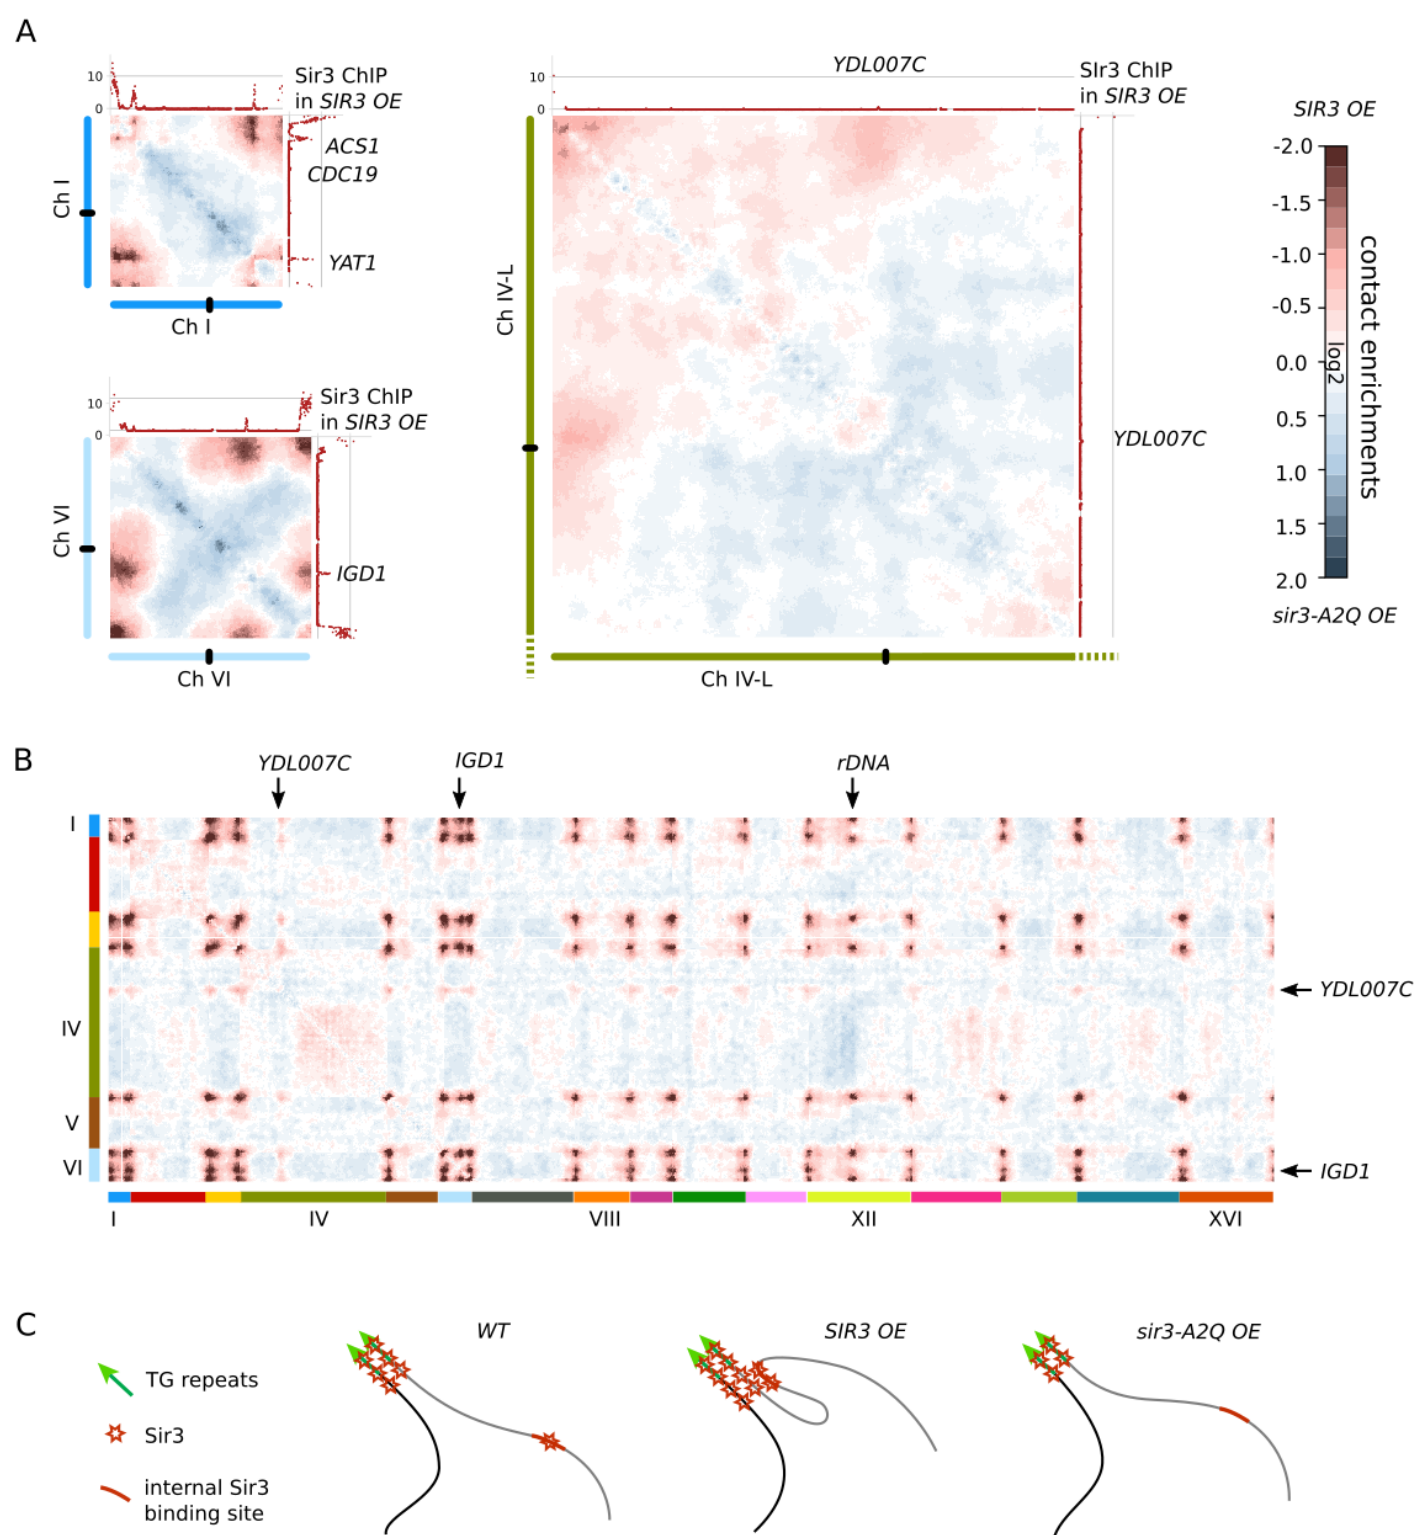 A
10
0
Sir3 ChIP
in SIR3 OE
ACS1
CDC19
YAT1
Ch I
Ch I
10
0
Sir3 ChIP
in SIR3 OE
IGD1
Ch VI
Ch VI
10
0
YDL007C
SIr3 ChIP
in SIR3 OE
YDL007C
Ch IV-L
Ch IV-L
SIR3 OE
-2.0
-1.5
-1.0
-0.5
0.0
0.5
1.0
1.5
2.0
log2
contact enrichments
sir3-A2Q OE
B
YDL007C
IGD1
rDNA
I
IV
V
VI
YDL007C
IGD1
I
IV
VIII
XII
XVI
C
TG repeats
Sir3
internal Sir3
binding site
WT
SIR3 OE
sir3-A2Q OE